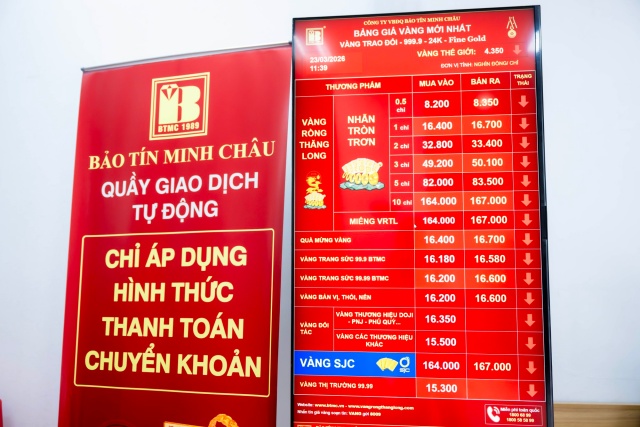 BTMC 1989
BẢO TÍN MINH CHÂU
QUẦY GIAO DỊCH
TỰ ĐỘNG
CHỈ ÁP DỤNG
HÌNH THỨC
THANH TOÁN
CHUYỂN KHOẢN
CÔNG TY VBĐQ BẢO TÍN MINH CHÂU
BẢNG GIÁ VÀNG MỚI NHẤT
VÀNG TRAO ĐỔI - 999.9 - 24K - Fine Gold
23/03/2026
11:39
VÀNG THẾ GIỚI: 4.350
ĐƠN VỊ TÍNH: NGHÌN ĐỒNG/ CHỈ
THƯƠNG PHẨM MUA VÀO BÁN RA TRẠNG THÁI
VÀNG RỒNG THĂNG LONG
NHẪN TRÒN TRƠN
0.5 chỉ 8.200 8.350
1 chỉ 16.400 16.700
2 chỉ 32.800 33.400
3 chỉ 49.200 50.100
5 chỉ 82.000 83.500
10 chỉ 164.000 167.000
MIẾNG VRTL 164.000 167.000
QUÀ MỪNG VÀNG 16.400 16.700
VÀNG TRANG SỨC 99.9 BTMC 16.180 16.580
VÀNG TRANG SỨC 99.99 BTMC 16.200 16.600
VÀNG BẢN VỊ, THỎI, NÉN 16.200 16.600
VÀNG ĐỐI TÁC
VÀNG THƯƠNG HIỆU DOJI - PNJ - PHÚ QUÝ... 16.350
VÀNG CÁC THƯƠNG HIỆU KHÁC 15.500
VÀNG SJC SJC 164.000 167.000
VÀNG THỊ TRƯỜNG 99.99 15.300